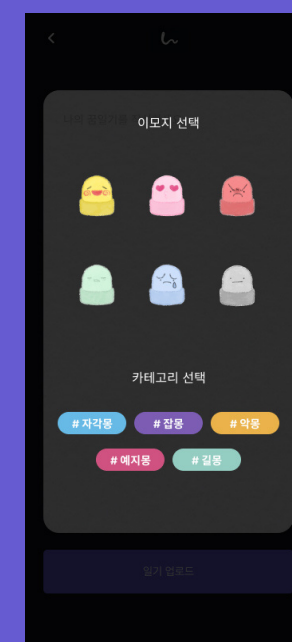 이모지 선택
카테고리 선택
# 자각몽
# 잡몽
# 악몽
# 예지몽
# 길몽
일기 업로드